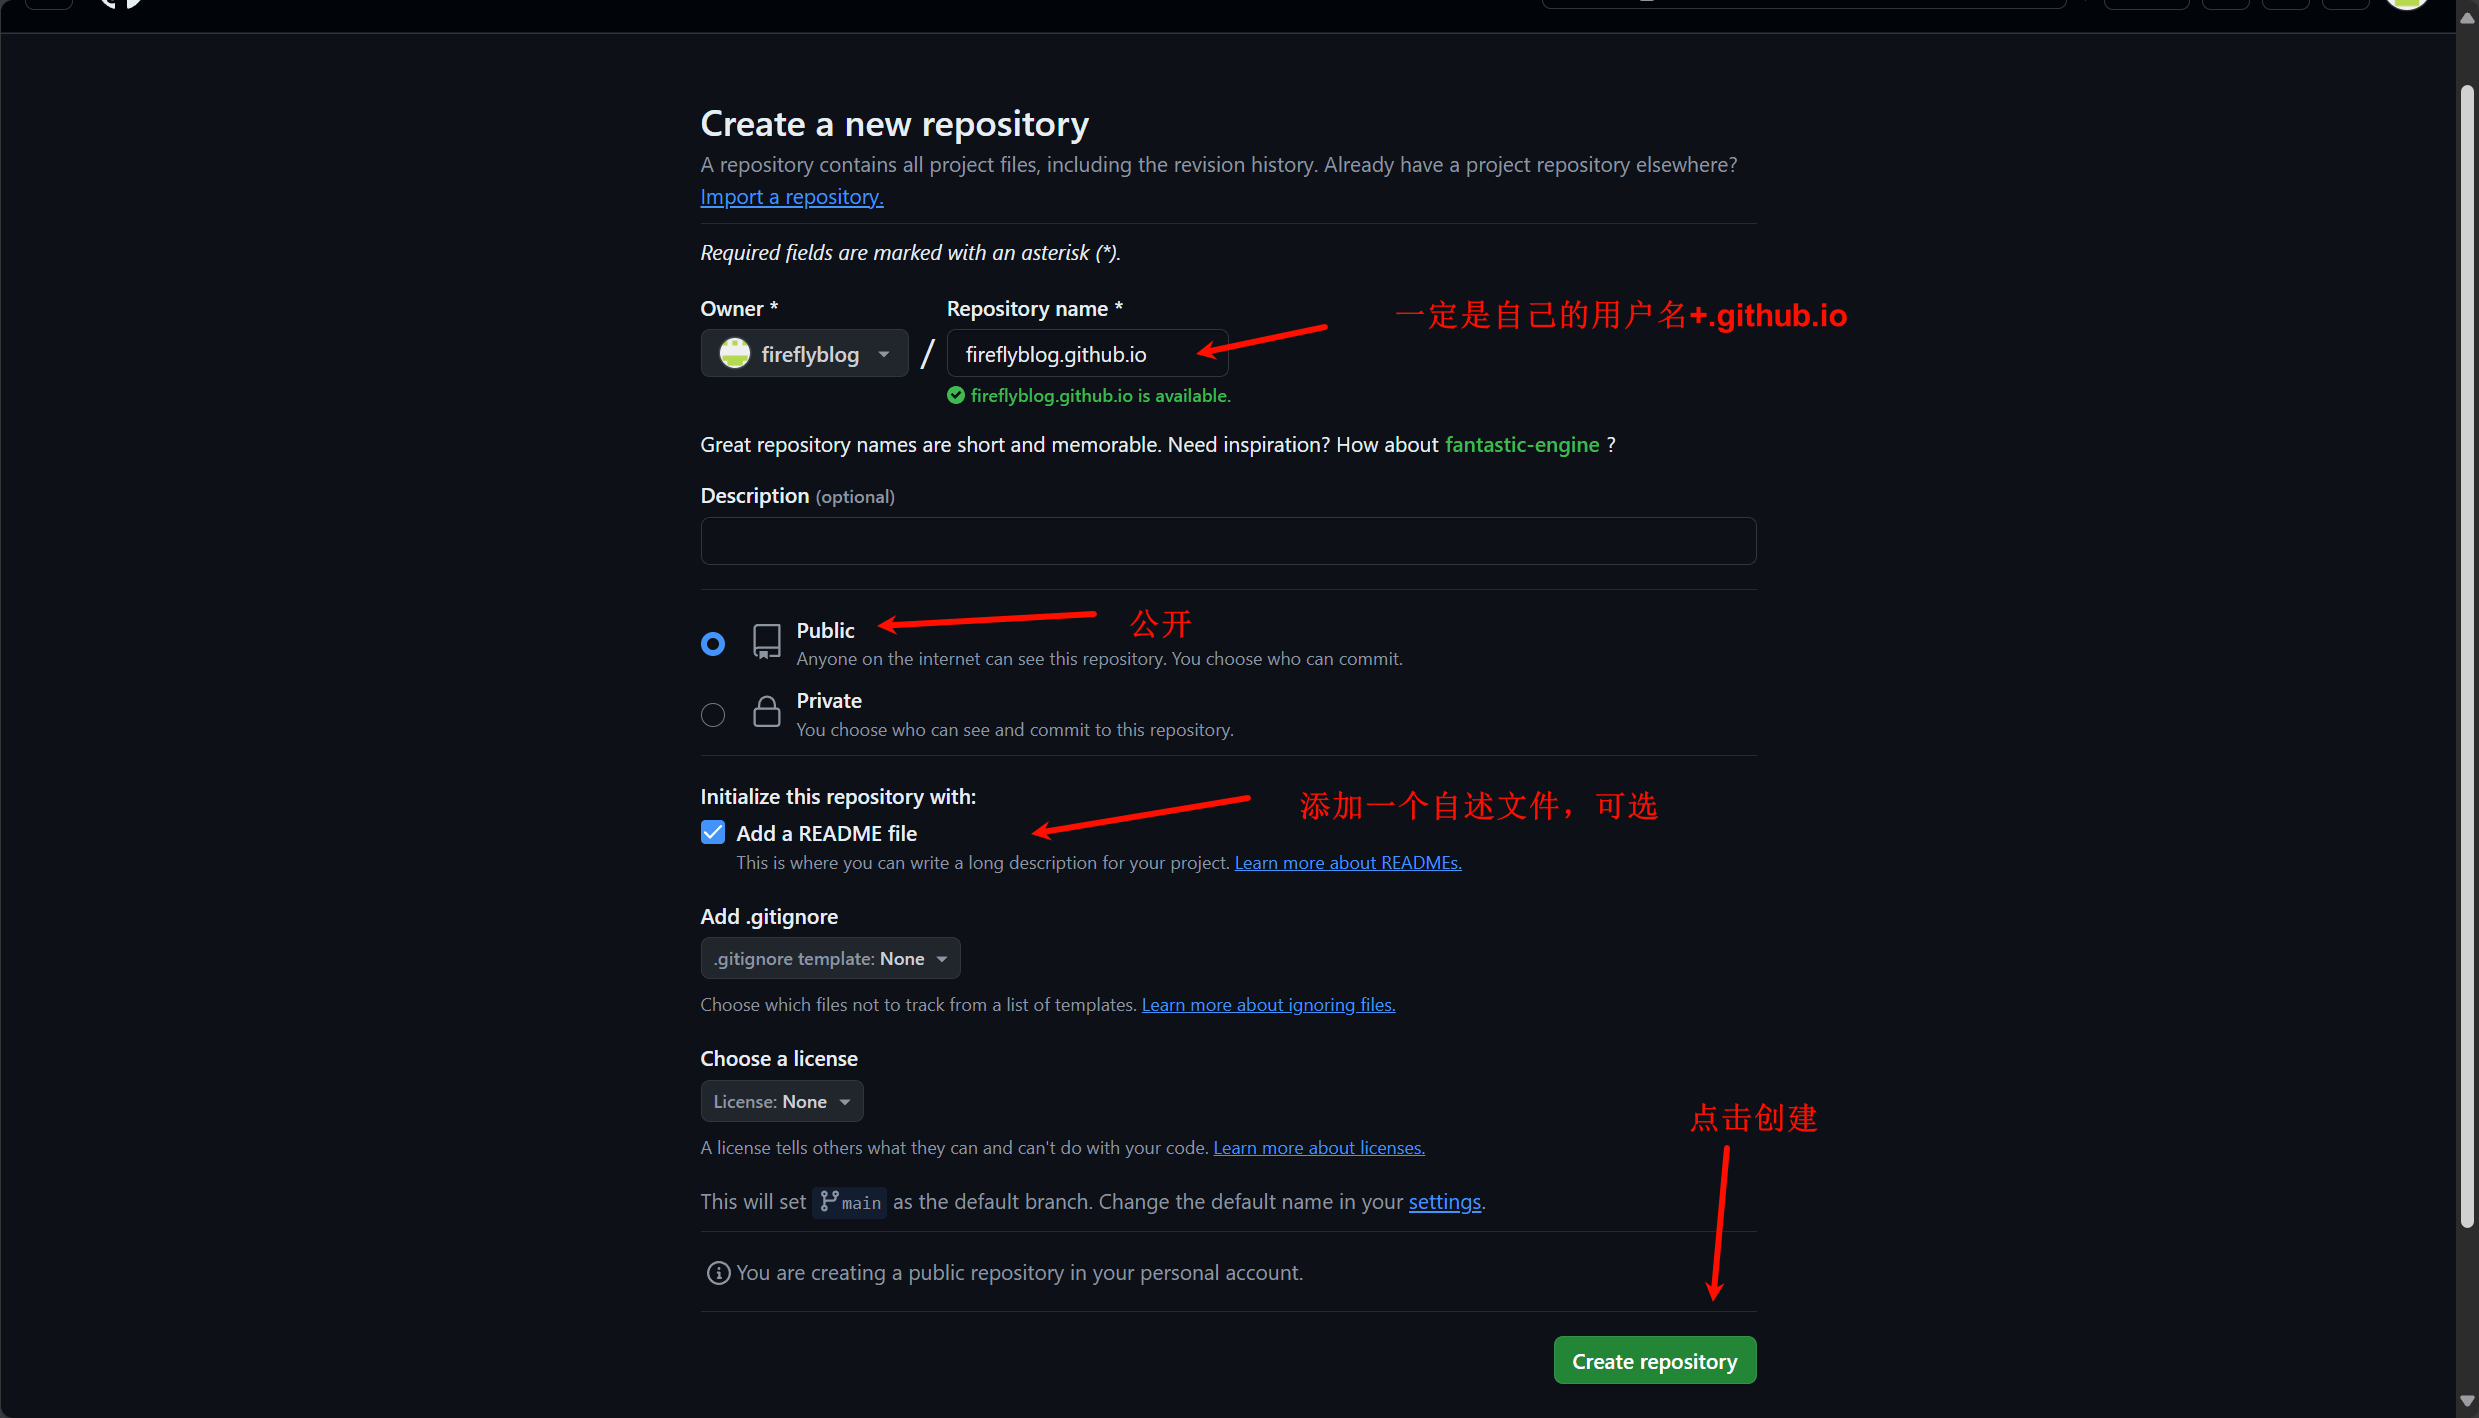 Create a new repository
A repository contains all project files, including the revision history. Already have a project repository elsewhere?
Import a repository.
Required fields are marked with an asterisk (*).
Owner *
Repository name *
一定是自己的用户名+.github.io
fireflyblog
/
fireflyblog.github.io
fireflyblog.github.io is available.
Great repository names are short and memorable. Need inspiration? How about fantastic-engine ?
Description (optional)
Public
公开
Anyone on the internet can see this repository. You choose who can commit.
Private
You choose who can see and commit to this repository.
Initialize this repository with:
添加一个自述文件，可选
Add a README file
This is where you can write a long description for your project. Learn more about READMEs.
Add .gitignore
.gitignore template: None
Choose which files not to track from a list of templates. Learn more about ignoring files.
Choose a license
License: None
点击创建
A license tells others what they can and can't do with your code. Learn more about licenses.
This will set main as the default branch. Change the default name in your settings.
You are creating a public repository in your personal account.
Create repository